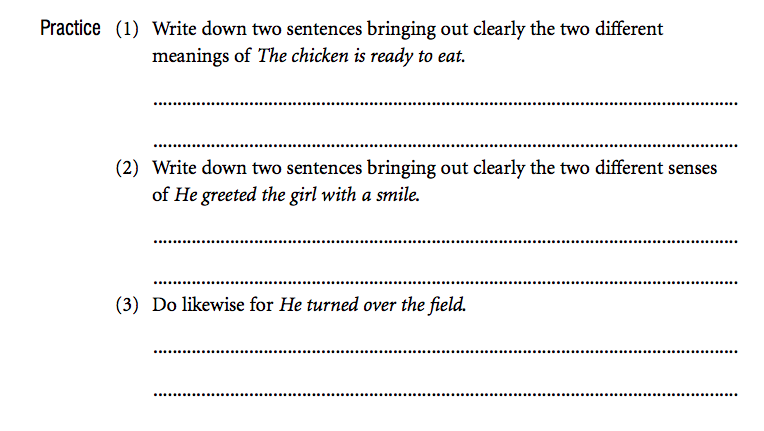 Practice (1) Write down two sentences bringing out clearly the two different
meanings of The chicken is ready to eat.
................................................................................
................................................................................
(2) Write down two sentences bringing out clearly the two different senses
of He greeted the girl with a smile.
................................................................................
................................................................................
(3) Do likewise for He turned over the field.
................................................................................
................................................................................